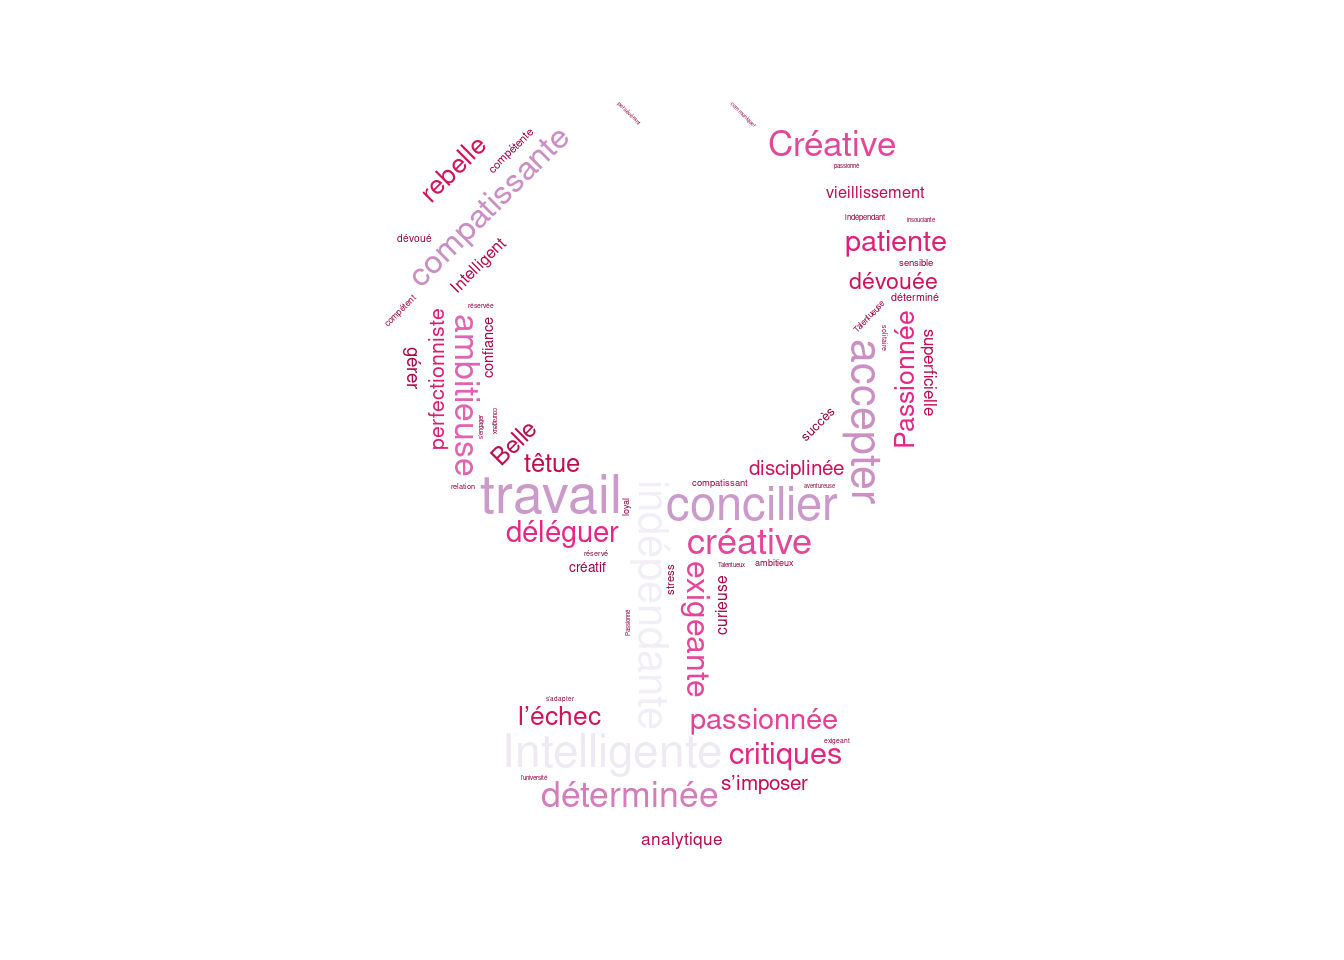 persévérant
communiquer
Créative
rebelle
compétente
compatissante
passionné
vieillissement
indépendant
insouciante
dévoué
patiente
Intelligent
sensible
dévouée
déterminé
compétent
réservée
Talentueuse
perfectionniste
ambitieuse
confiance
gérer
solitaire
accepter
Passionnée
superficielle
s'engager
courageux
succès
Belle
têtue
disciplinée
relation
travail
loyal
compatissant
aventureuse
concilier
indépendante
déléguer
créative
réservé
créatif
stress
exigeante
Talentueux
ambitieux
curieuse
Passionné
s'adapter
l’échec
passionnée
Intelligente
critiques
exigeant
l'université
déterminée
s’imposer
analytique